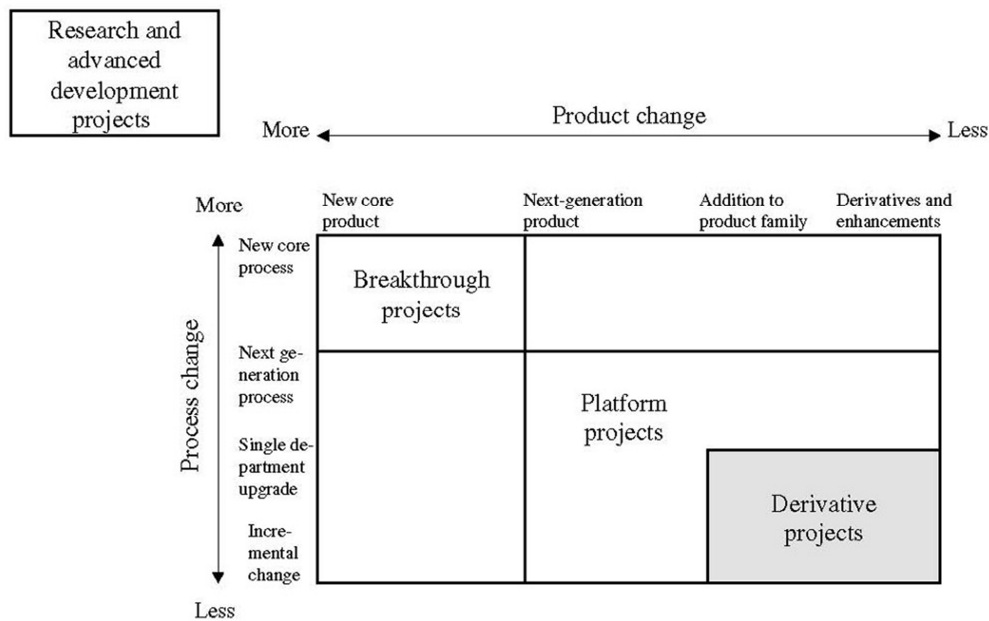 Research and
advanced
development
projects
Product change
More
Less
More
New core
product
Next-generation
product
Addition to
product family
Derivatives and
enhancements
New core
process
Breakthrough
projects
Process change
Next ge-
neration
process
Platform
projects
Single de-
partment
upgrade
Derivative
projects
Incre-
mental
change
Less